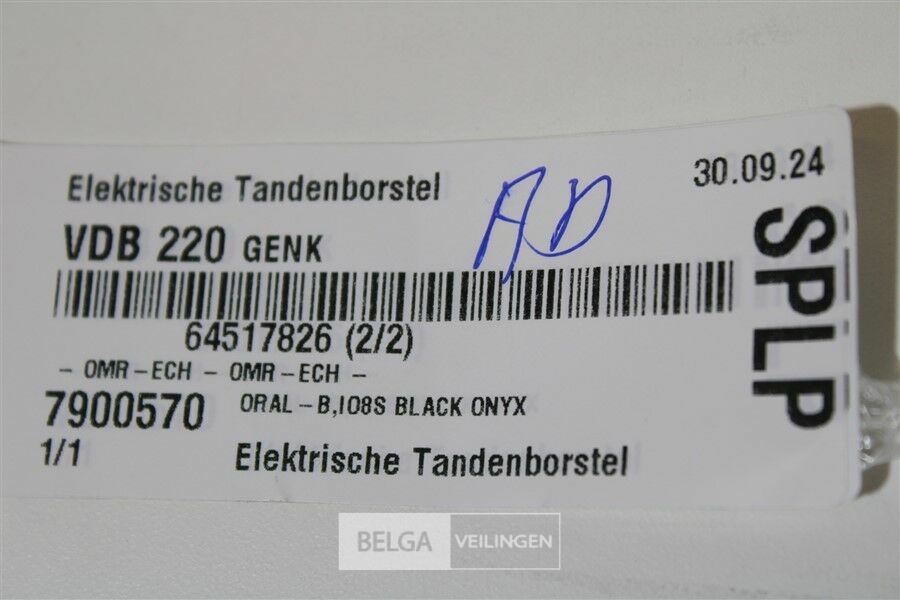 Elektrische Tandenborstel
AD
30.09.24
VDB 220 GENK
64517826 (2/2)
- OMR-ECH - OMR-ECH -
7900570 ORAL-B,IO8S BLACK ONYX
1/1 Elektrische Tandenborstel
SPLP
BELGA VEILINGEN